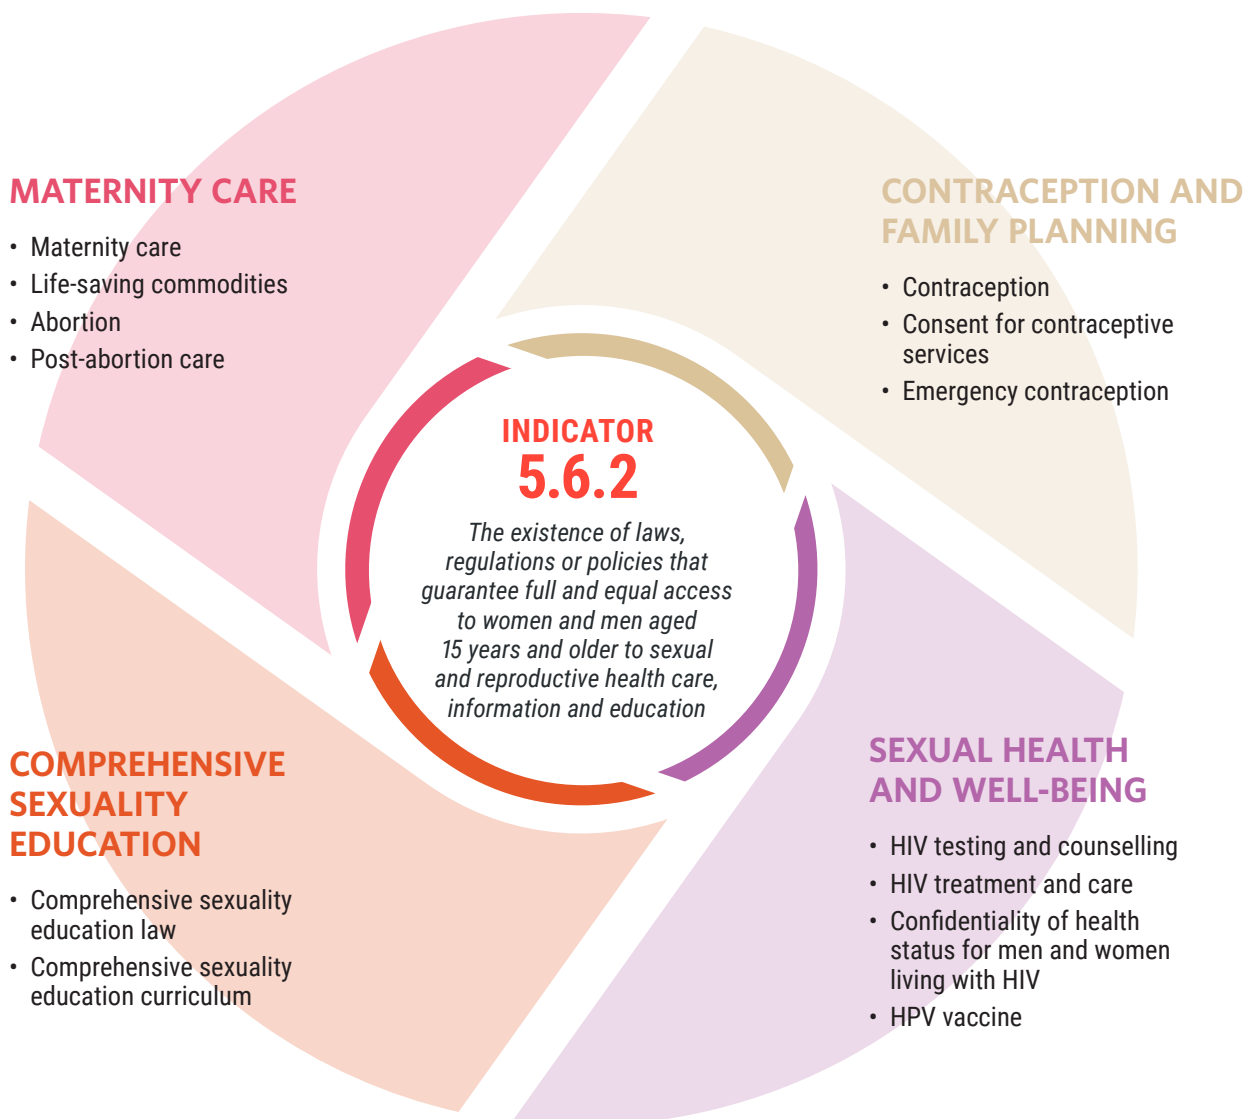 MATERNITY CARE
• Maternity care
• Life-saving commodities
• Abortion
• Post-abortion care
CONTRACEPTION AND
FAMILY PLANNING
• Contraception
• Consent for contraceptive
services
• Emergency contraception
INDICATOR
5.6.2
The existence of laws,
regulations or policies that
guarantee full and equal access
to women and men aged
15 years and older to sexual
and reproductive health care,
information and education
COMPREHENSIVE
SEXUALITY
EDUCATION
• Comprehensive sexuality
education law
• Comprehensive sexuality
education curriculum
SEXUAL HEALTH
AND WELL-BEING
• HIV testing and counselling
• HIV treatment and care
• Confidentiality of health
status for men and women
living with HIV
• HPV vaccine